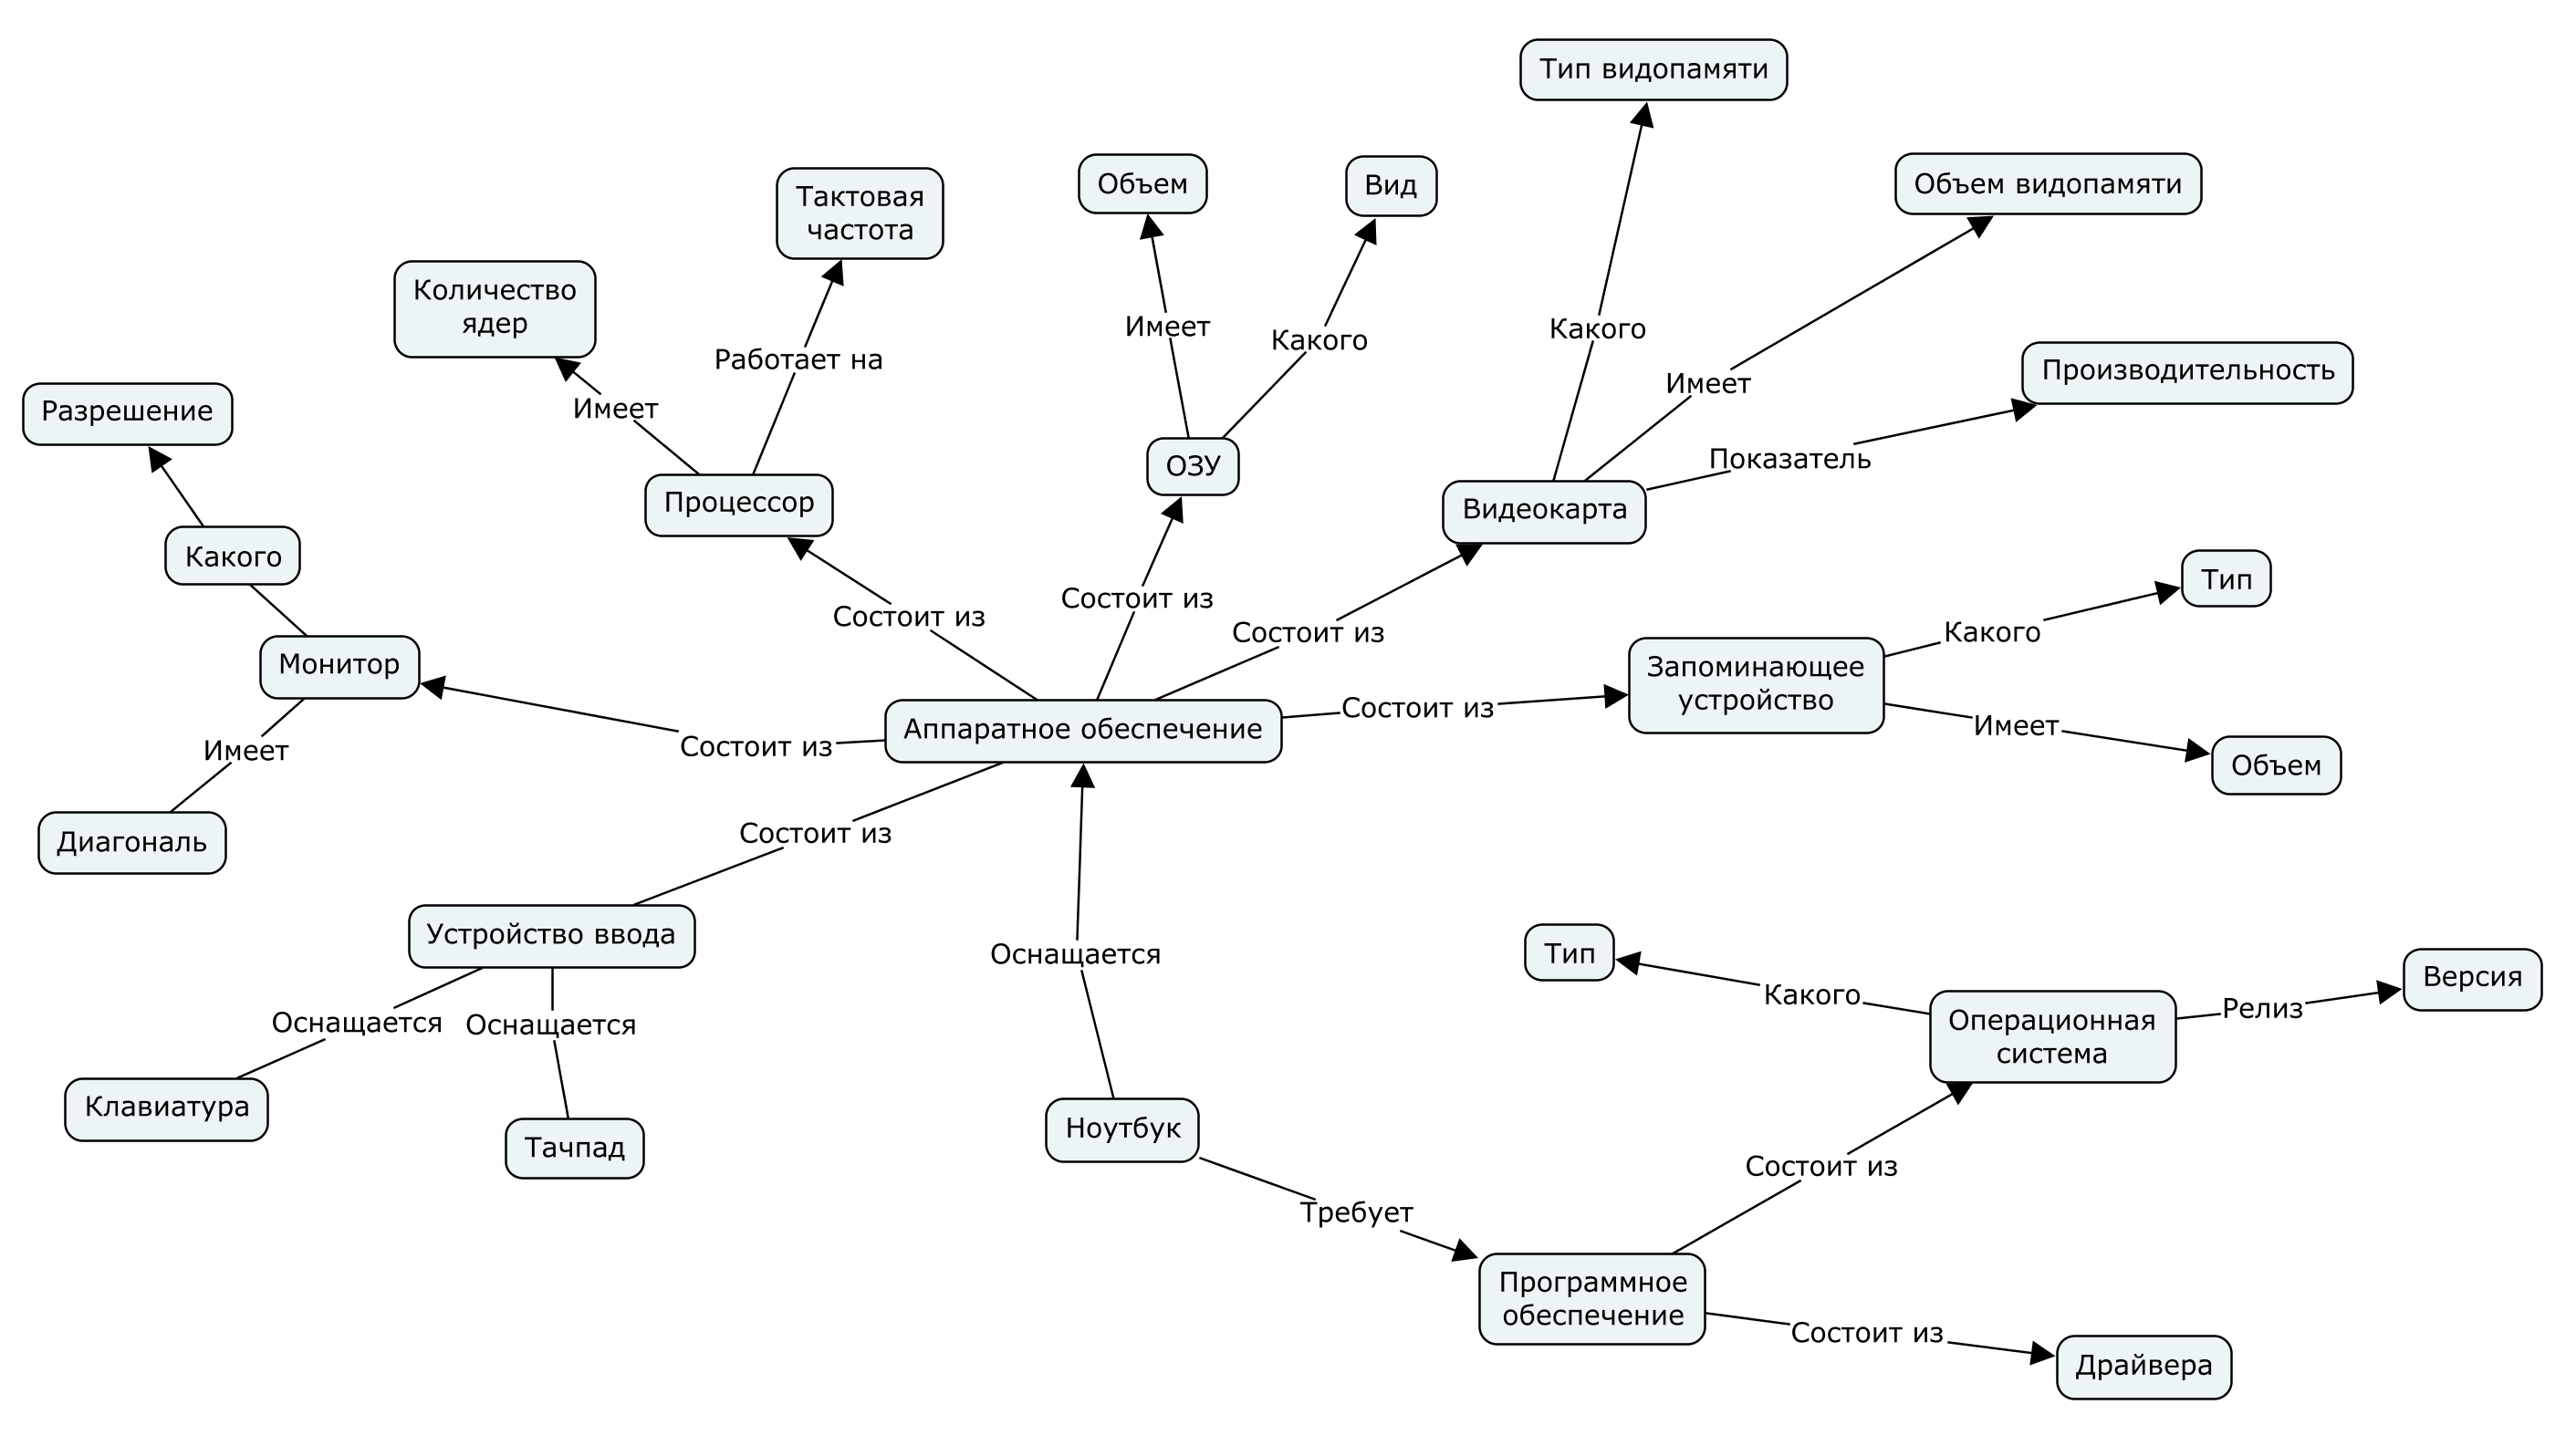 Тип видопамяти
Объем
Вид
Объем видопамяти
Тактовая
частота
Количество
ядер
Имеет
Какого
Какого
Работает на
Имеет
Производительность
Разрешение
Имеет
Показатель
ОЗУ
Процессор
Видеокарта
Какого
Тип
Состоит из
Состоит из
Состоит из
Какого
Монитор
Запоминающее
устройство
Состоит из
Имеет
Аппаратное обеспечение
Имеет
Состоит из
Объем
Диагональ
Состоит из
Устройство ввода
Оснащается
Тип
Версия
Какого
Релиз
Оснащается
Оснащается
Операционная
система
Клавиатура
Тачпад
Ноутбук
Состоит из
Требует
Программное
обеспечение
Состоит из
Драйвера